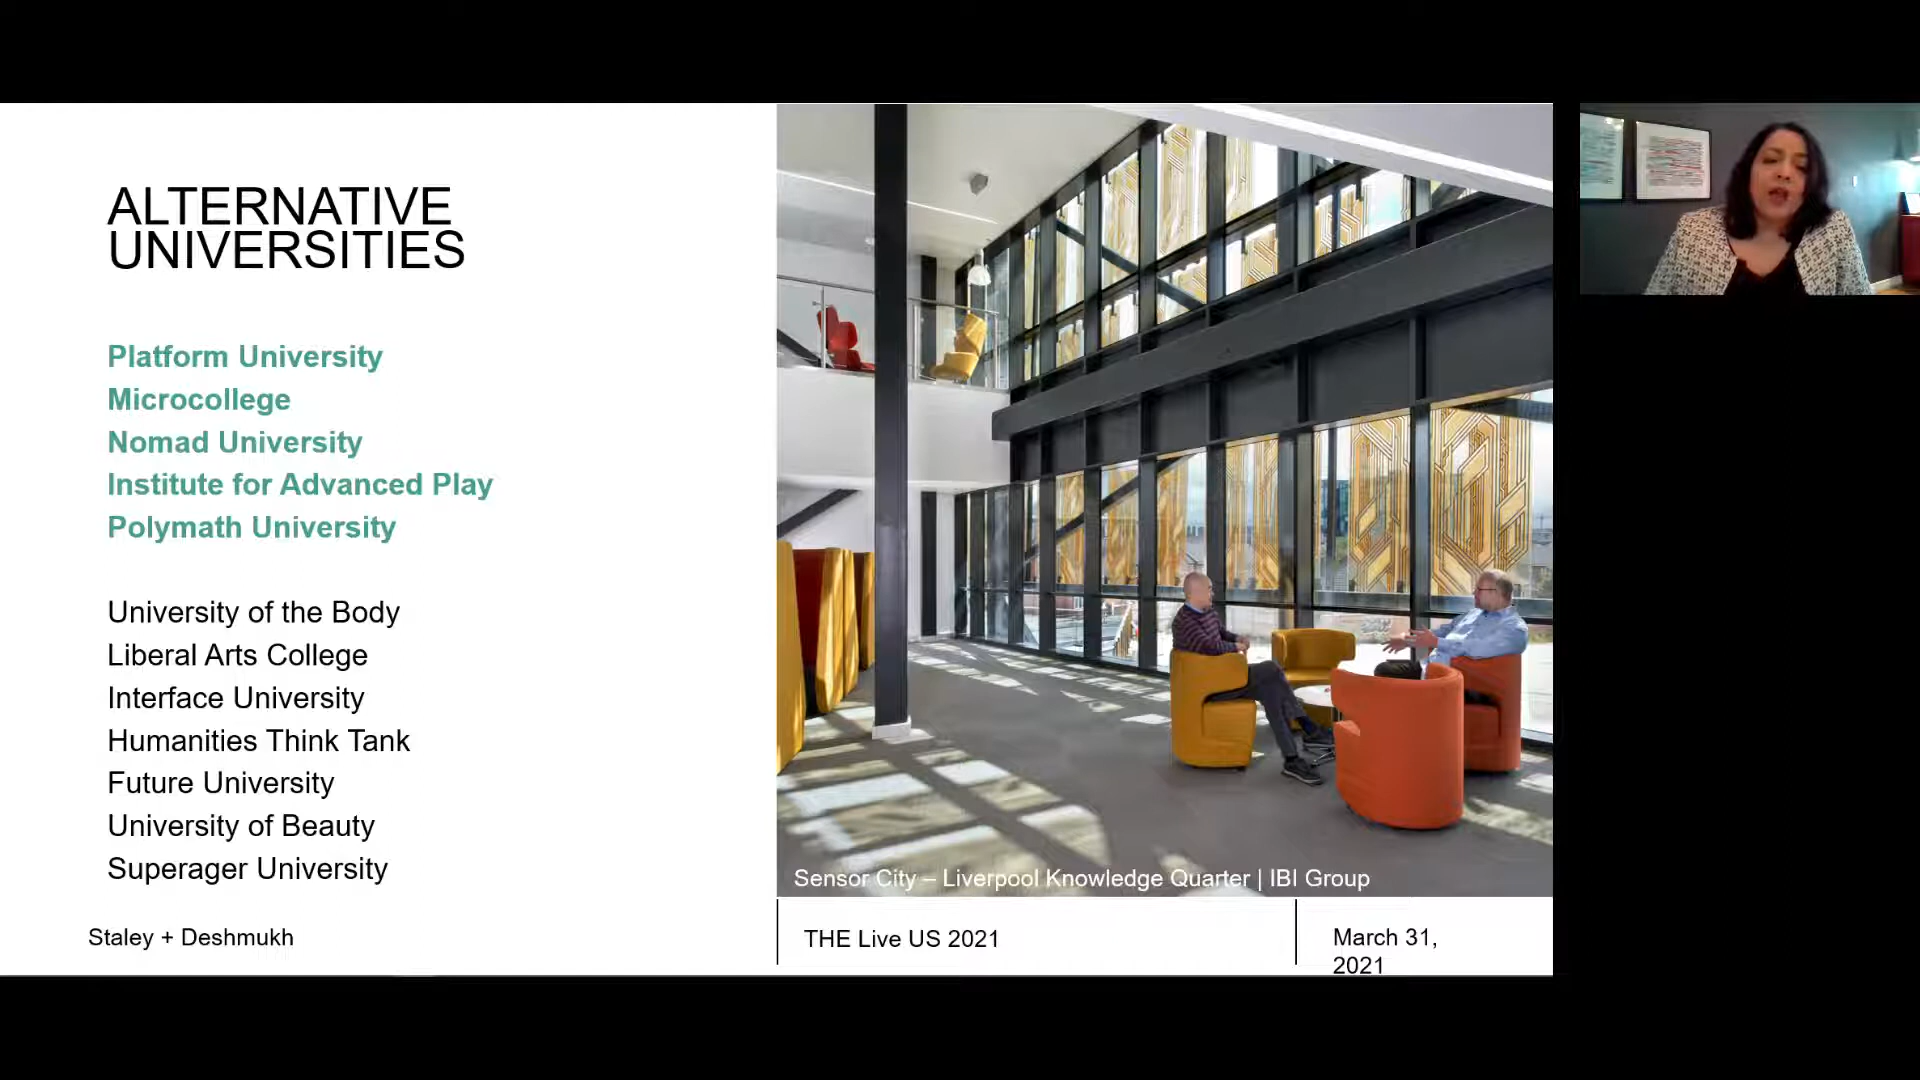 ALTERNATIVE
UNIVERSITIES
Platform University
Microcollege
Nomad University
Institute for Advanced Play
Polymath University
University of the Body
Liberal Arts College
Interface University
Humanities Think Tank
Future University
University of Beauty
Superager University
Staley + Deshmukh
Sensor City – Liverpool Knowledge Quarter | IBI Group
THE Live US 2021
March 31,
2021